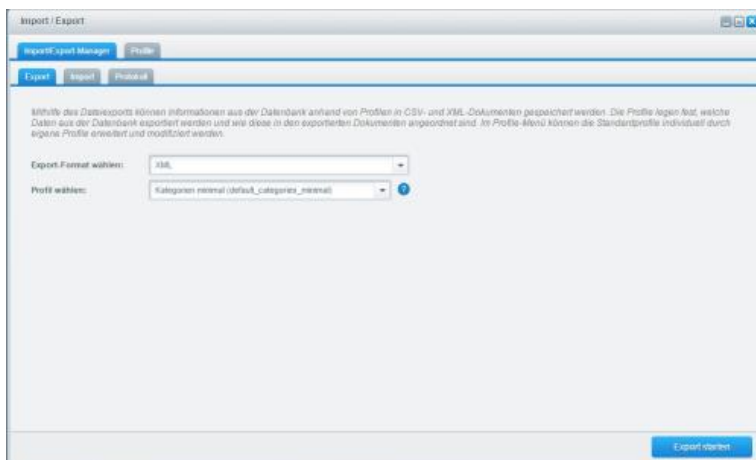 Import / Export
Import/Export Manager
Profile
Export
Import
Protokoll
Mithilfe des Dateiexports können Informationen aus der Datenbank anhand von Profilen in CSV- und XML-Dokumenten gespeichert werden. Die Profile legen fest, welche
Daten aus der Datenbank exportiert werden und wie diese in den exportierten Dokumenten angeordnet sind. Im Profile-Menü können die Standardprofile individuell durch
eigene Profile erweitert und modifiziert werden.
Export-Format wählen:
XML
Profil wählen:
Kategorien minimal (default_categories_minimal)
?
Export starten